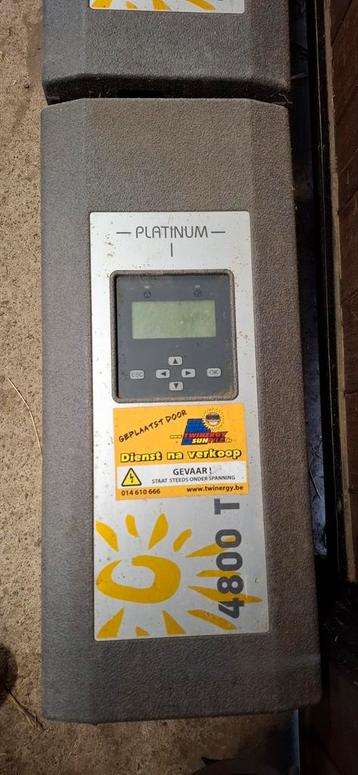 PLATINUM
ESC
OK
GEPLAATST DOOR
TWINERGY
Dienst na verkoop
GEVAAR!
STAAT STEEDS ONDER SPANNING
014 610 666
www.twinergy.be
4800 T